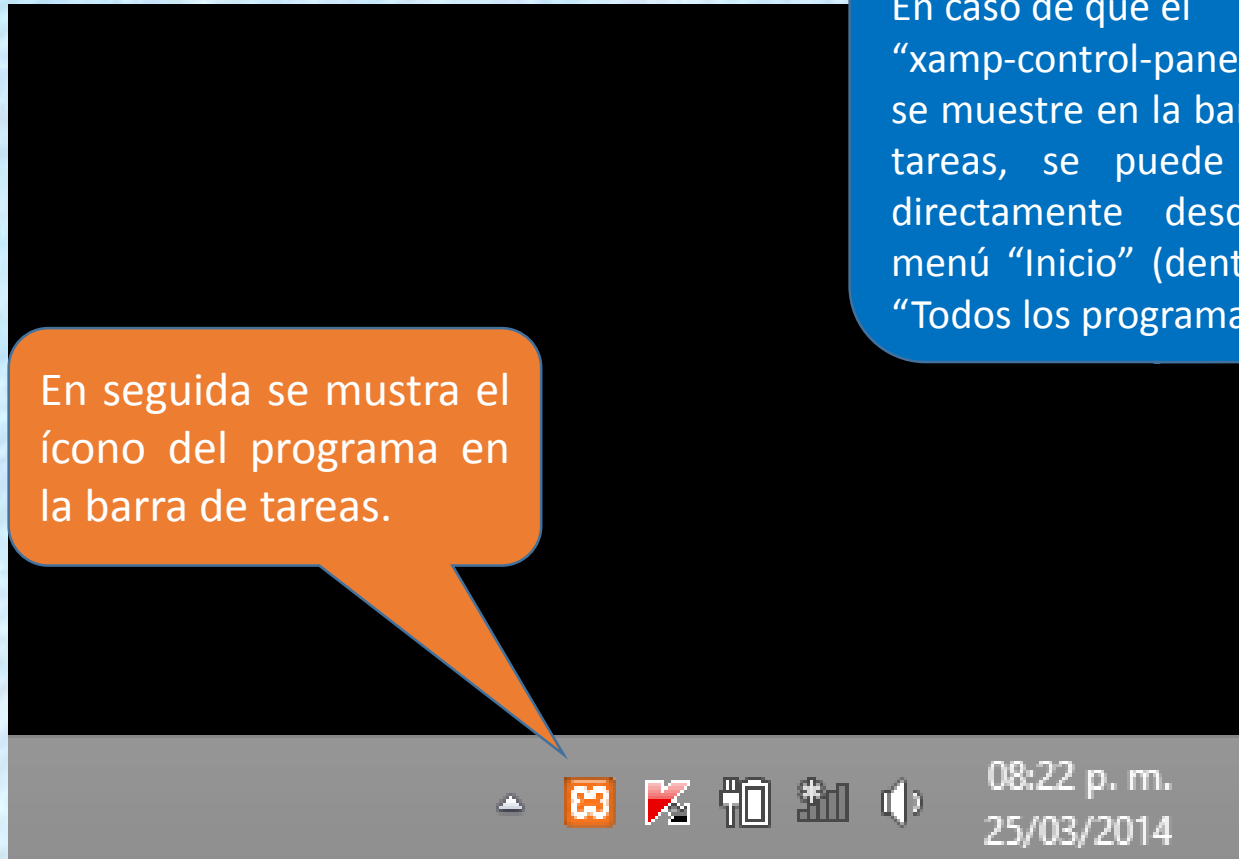 En caso de que el
“xamp-control-pane
se muestre en la bar
tareas, se puede
directamente desd
menú “Inicio” (dent
“Todos los programa
En seguida se mustra el
ícono del programa en
la barra de tareas.
08:22 p. m.
25/03/2014